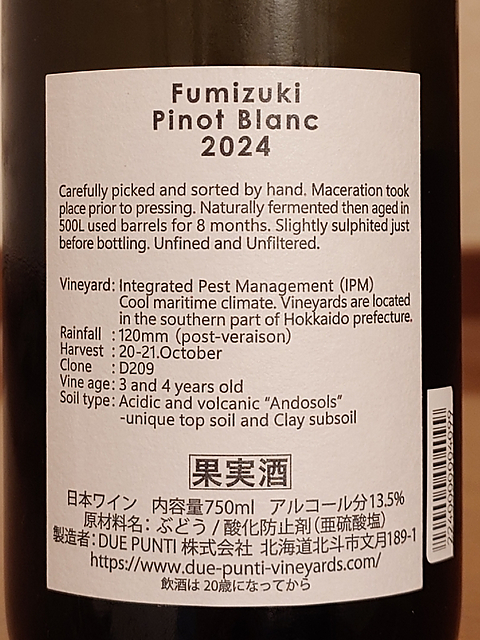 Fumizuki
Pinot Blanc
2024
Carefully picked and sorted by hand. Maceration took
place prior to pressing. Naturally fermented then aged in
500L used barrels for 8 months. Slightly sulphited just
before bottling. Unfined and Unfiltered.
Vineyard: Integrated Pest Management (IPM)
Cool maritime climate. Vineyards are located
in the southern part of Hokkaido prefecture.
Rainfall : 120mm (post-veraison)
Harvest : 20-21.October
Clone : D209
Vine age: 3 and 4 years old
Soil type: Acidic and volcanic "Andosols"
-unique top soil and Clay subsoil
果実酒
日本ワイン 内容量750ml アルコール分13.5%
原材料名：ぶどう / 酸化防止剤（亜硫酸塩）
製造者：DUE PUNTI 株式会社 北海道北斗市文月189-1
https://www.due-punti-vineyards.com/
飲酒は 20歳になってから